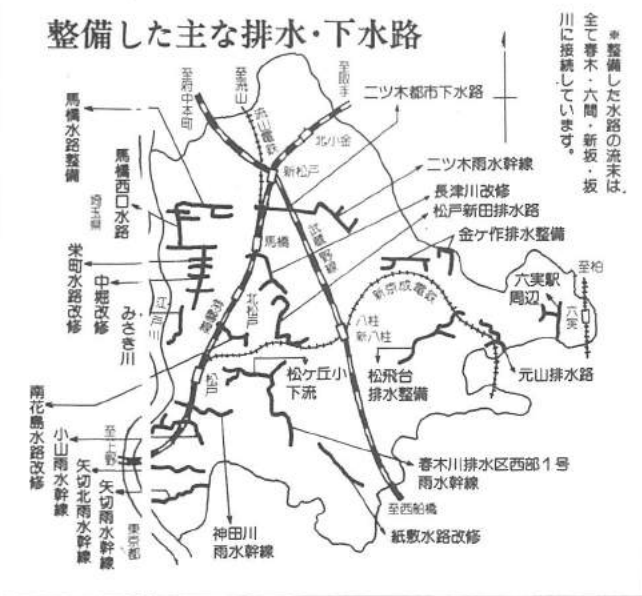 整備した主な排水・下水路
※整備した水路の流末は
全て春木・六間・新坂・坂
川に接続しています。
至府中本町
至流山
至取手
流山電鉄
北小金
新松戸
二ツ木都市下水路
馬橋水路整備
馬橋西口水路
埼玉県
二ツ木雨水幹線
長津川改修
松戸新田排水路
金ケ作排水整備
馬橋
武蔵野線
栄町水路改修
中堀改修
みさき川
江戸川
北松戸
常磐線
新京成電鉄
八柱
新八柱
六実駅
周辺
至柏
六実
松戸
松ケ丘小
下流
松飛台
排水整備
元山排水路
南花島水路改修
小山雨水幹線
矢切北雨水幹線
矢切雨水幹線
至上野
東京都
神田川
雨水幹線
春木川排水区西部1号
雨水幹線
至西船橋
紙敷水路改修